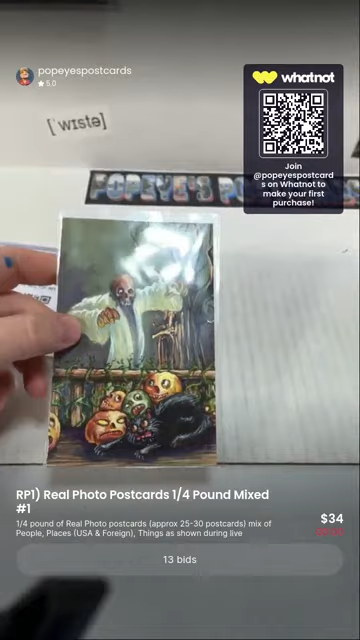 popeyespostcards
★ 5.0
whatnot
Join
@popeyespostcard
s on Whatnot to
make your first
purchase!
['wɪstə]
POPEYE'S
RP1) Real Photo Postcards 1/4 Pound Mixed
#1
$34
1/4 pound of Real Photo postcards (approx 25-30 postcards) mix of
People, Places (USA & Foreign), Things as shown during live
13 bids